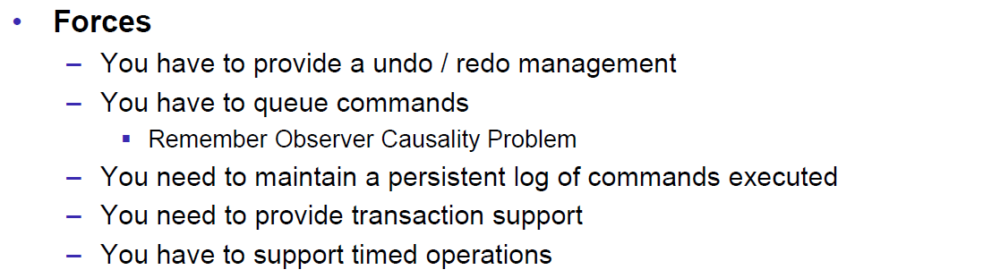 • Forces
– You have to provide a undo / redo management
– You have to queue commands
▪ Remember Observer Causality Problem
– You need to maintain a persistent log of commands executed
– You need to provide transaction support
– You have to support timed operations